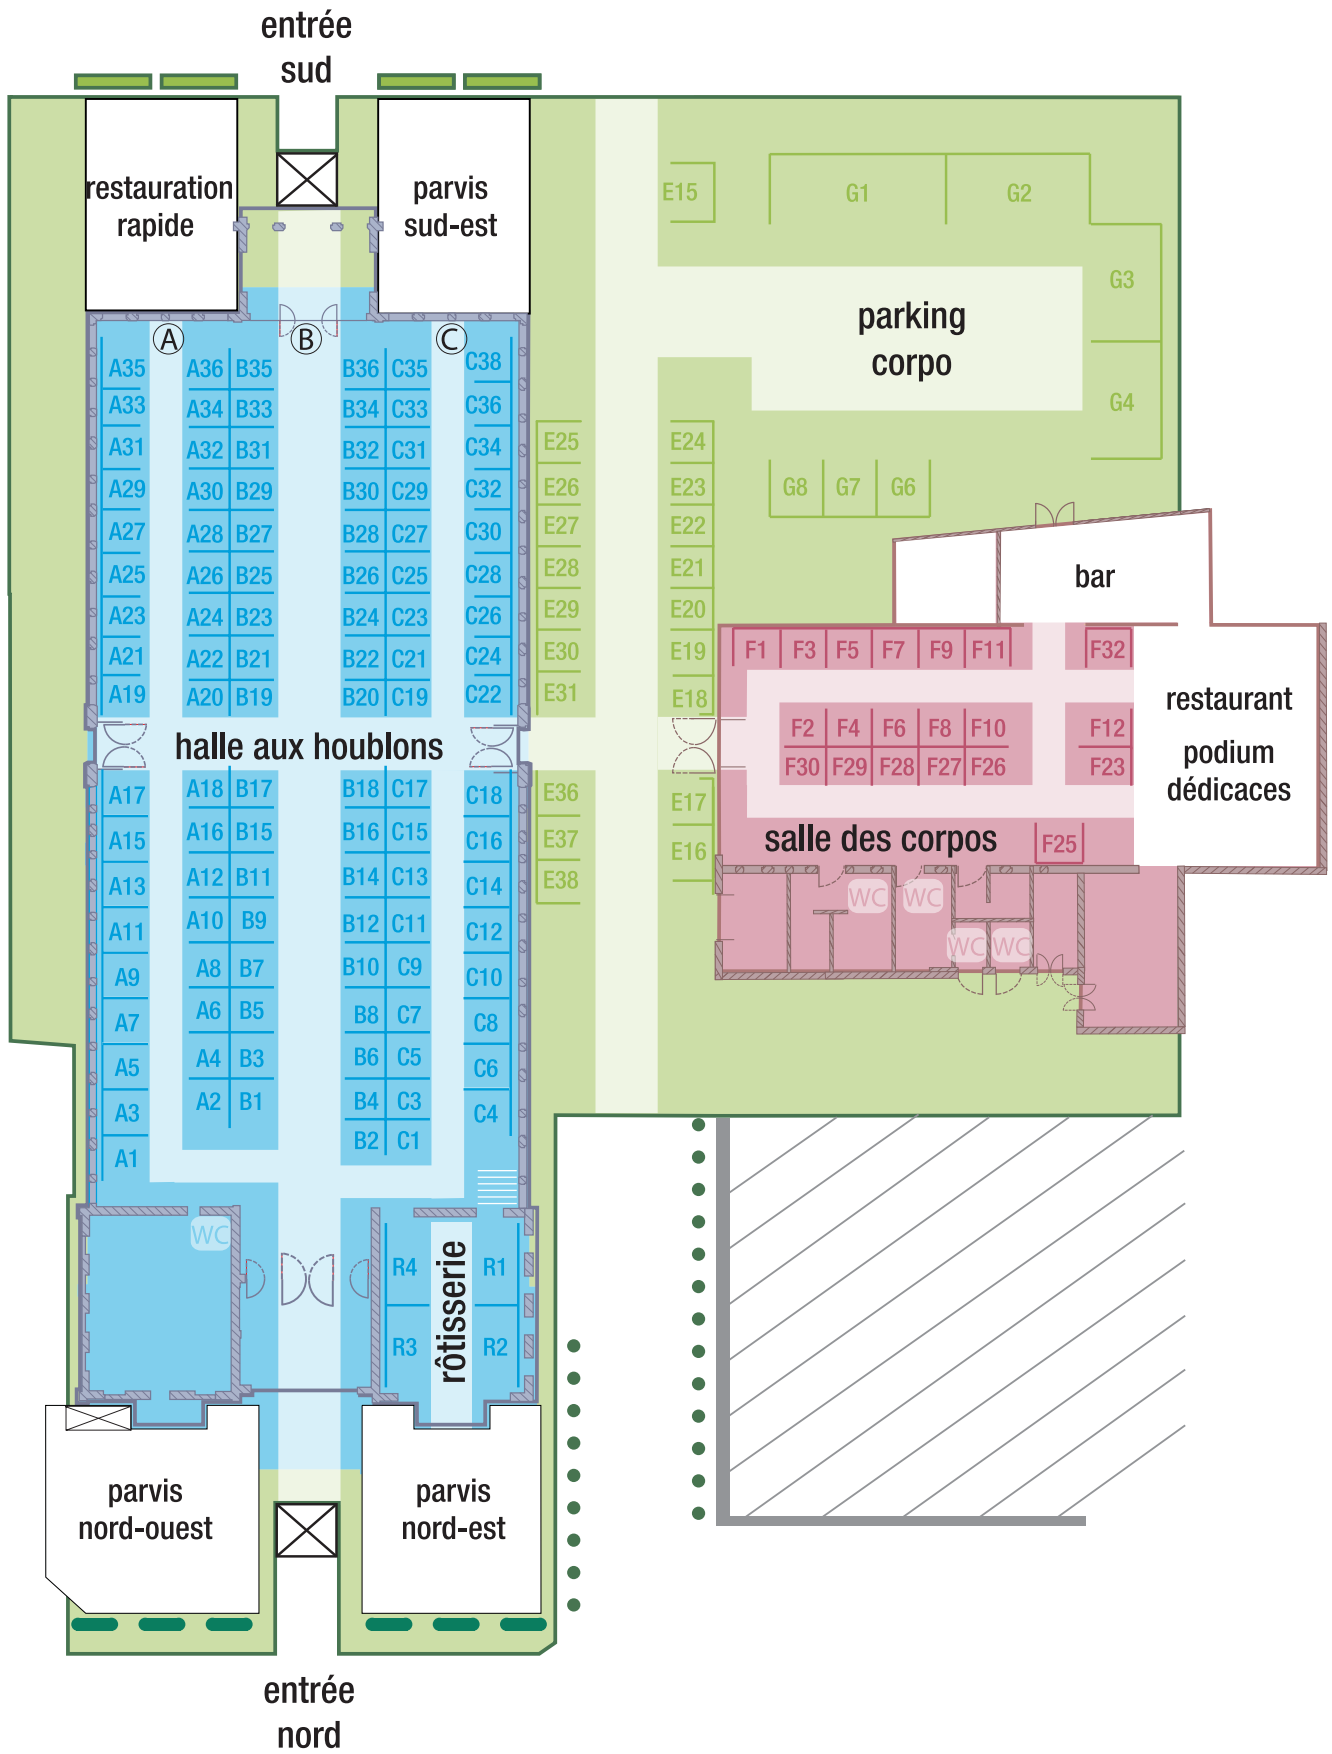 entrée
sud
restauration
rapide
parvis
sud-est
E15
G1
G2
G3
G4
parking
corpo
A
B
C
A35
A36 B35
B36 C35
C38
A33
A34 B33
B34 C33
C36
A31
A32 B31
B32 C31
C34
A29
A30 B29
B30 C29
C32
A27
A28 B27
B28 C27
C30
A25
A26 B25
B26 C25
C28
A23
A24 B23
B24 C23
C26
A21
A22 B21
B22 C21
C24
A19
A20 B19
B20 C19
C22
E25
E24
E26
E23
E27
E22
E28
E21
E29
E20
E30
E19
E31
E18
G8 G7 G6
bar
F1 F3 F5 F7 F9 F11
F32
restaurant
podium
dédicaces
F2 F4 F6 F8 F10
F12
F30 F29 F28 F27 F26
F23
salle des corpos
F25
WC
WC
WC
WC
halle aux houblons
A17
A18 B17
B18 C17
C18
A15
A16 B15
B16 C15
C16
A13
A12 B11
B14 C13
C14
A11
A10 B9
B12 C11
C12
A9
A8 B7
B10 C9
C10
A7
A6 B5
B8 C7
C8
A5
A4 B3
B6 C5
C6
A3
A2 B1
B4 C3
C4
A1
B2 C1
E36
E17
E37
E16
E38
WC
R4
R1
R3
R2
rôtisserie
parvis
nord-ouest
parvis
nord-est
entrée
nord